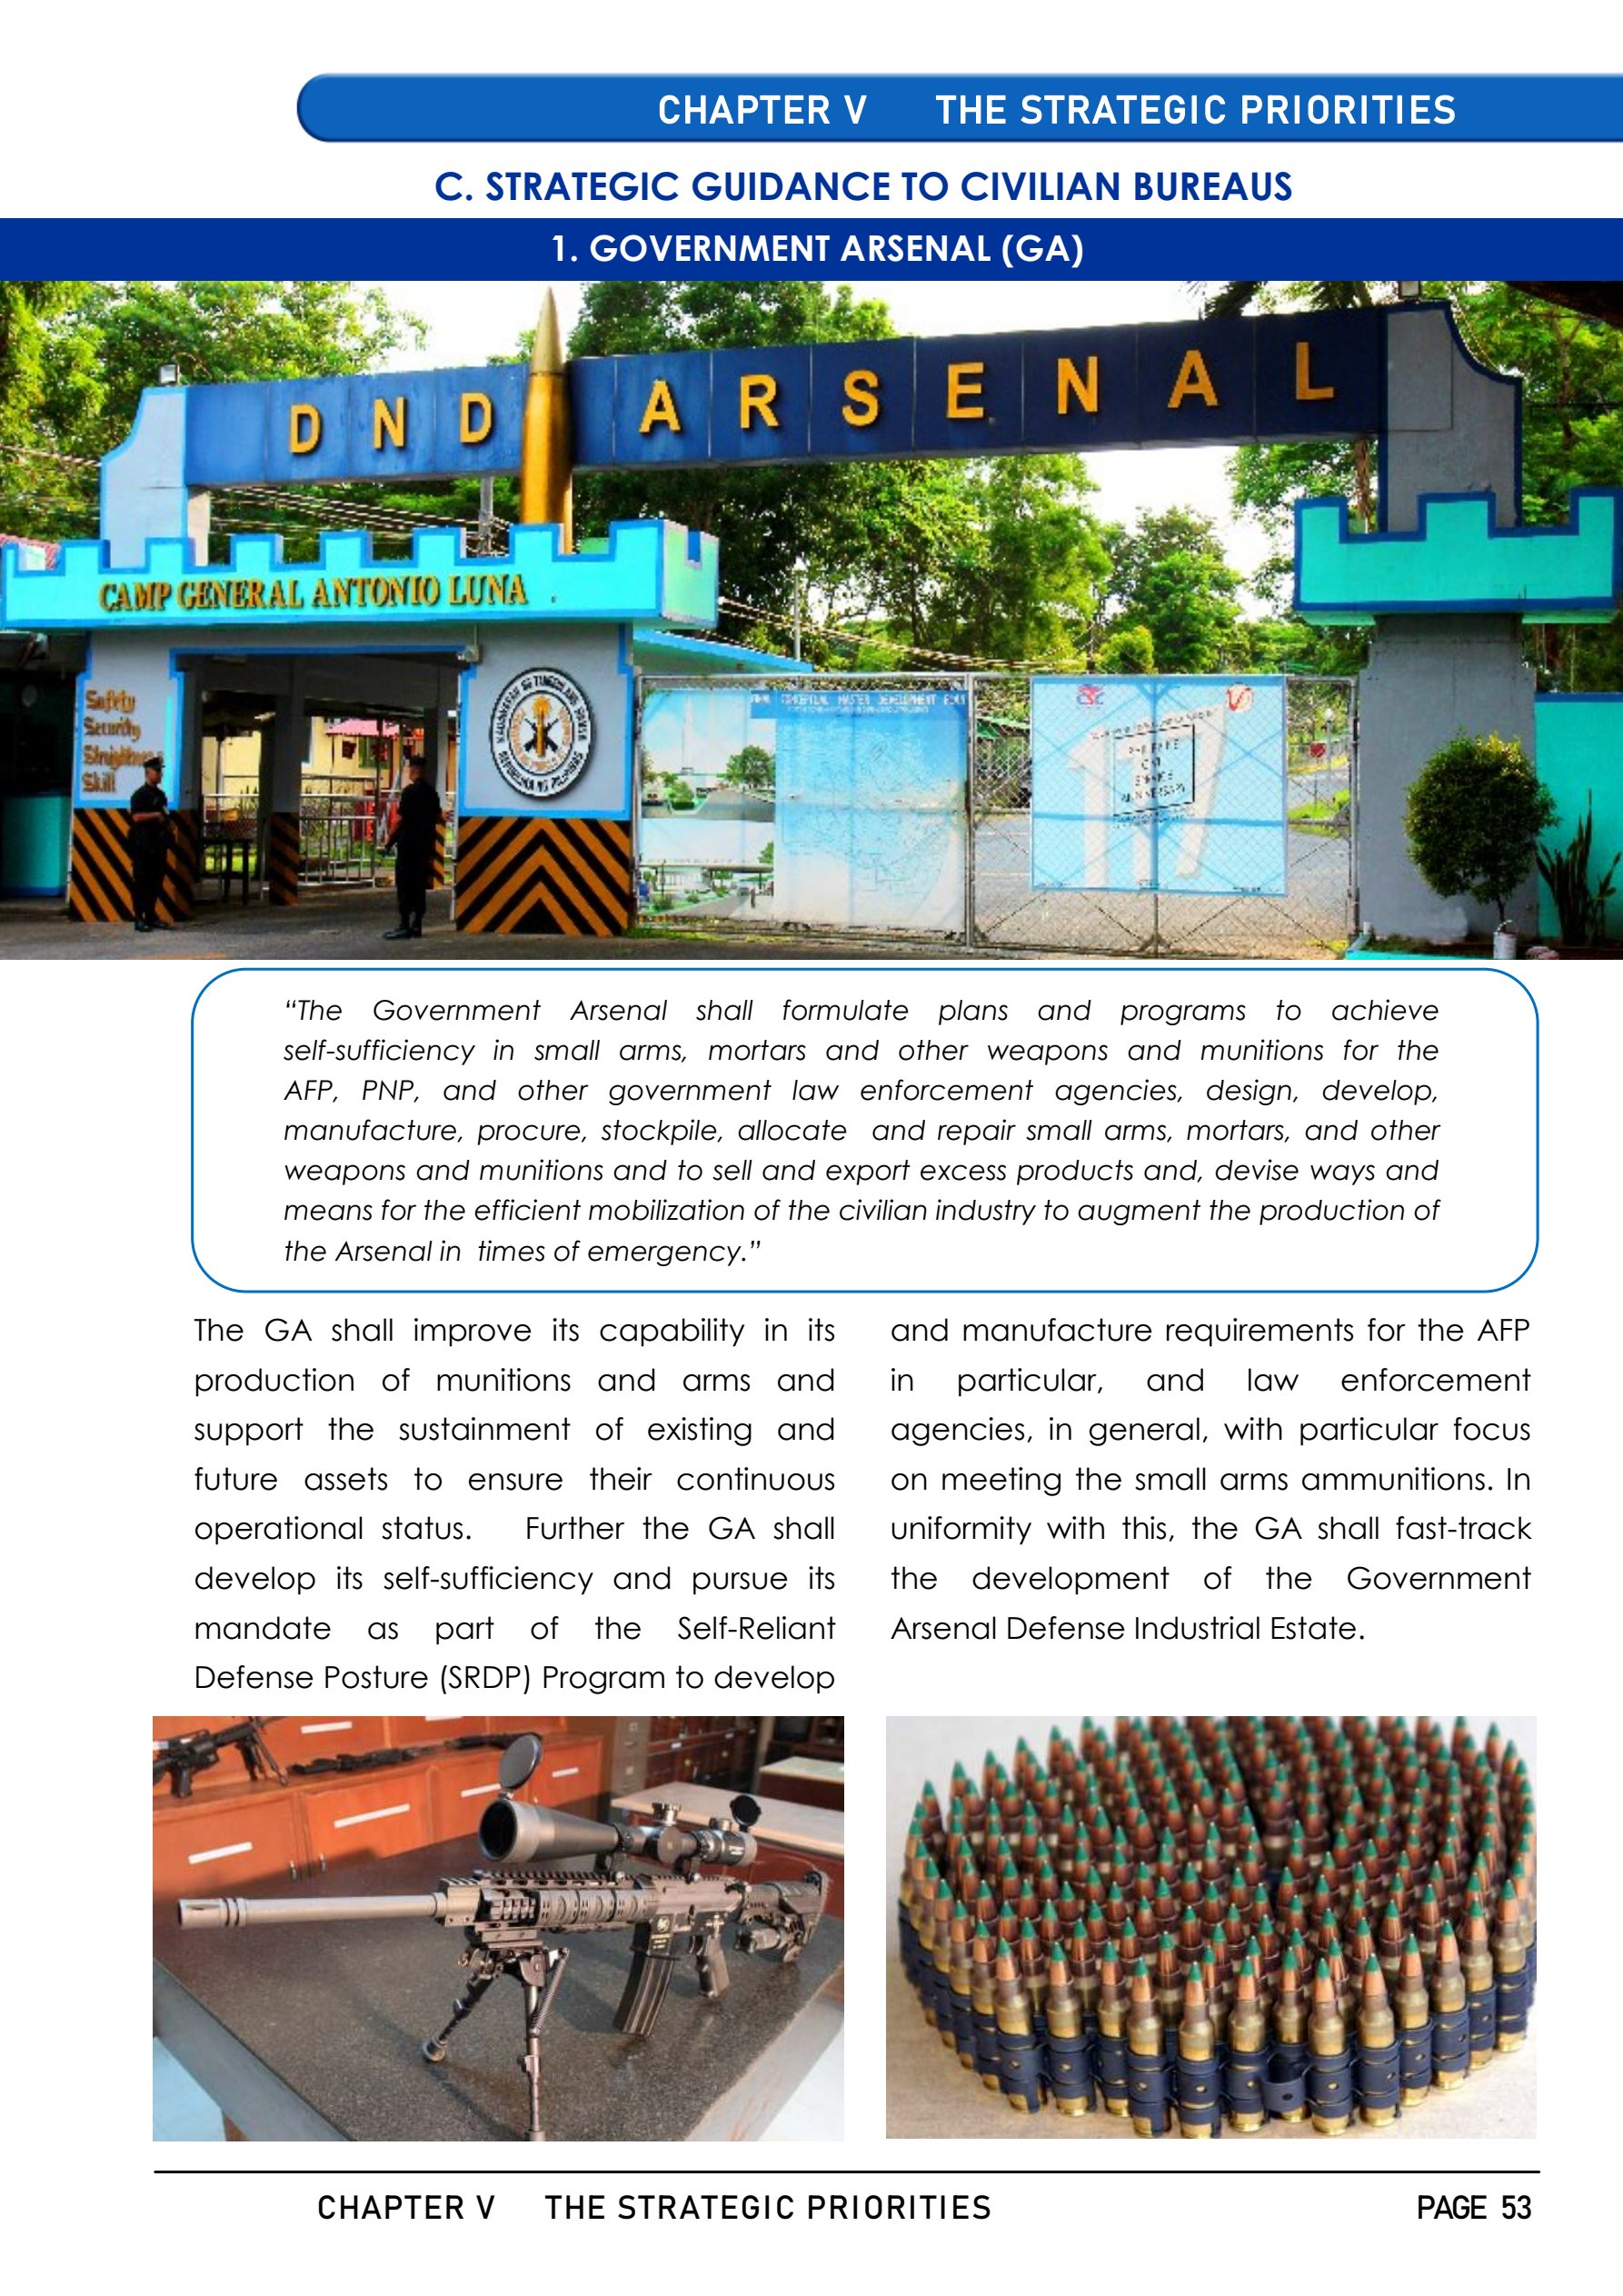 CHAPTER V THE STRATEGIC PRIORITIES
C. STRATEGIC GUIDANCE TO CIVILIAN BUREAUS
1. GOVERNMENT ARSENAL (GA)
DND ARSENAL
CAMP GENERAL ANTONIO LUNA
Safety
Security
Skill
CONCEPTUAL MASTER DEVELOPMENT PLAN
CSC
117
“The Government Arsenal shall formulate plans and programs to achieve
self-sufficiency in small arms, mortars and other weapons and munitions for the
AFP, PNP, and other government law enforcement agencies, design, develop,
manufacture, procure, stockpile, allocate and repair small arms, mortars, and other
weapons and munitions and to sell and export excess products and, devise ways and
means for the efficient mobilization of the civilian industry to augment the production of
the Arsenal in times of emergency.”
The GA shall improve its capability in its
production of munitions and arms and
support the sustainment of existing and
future assets to ensure their continuous
operational status. Further the GA shall
develop its self-sufficiency and pursue its
mandate as part of the Self-Reliant
Defense Posture (SRDP) Program to develop
and manufacture requirements for the AFP
in particular, and law enforcement
agencies, in general, with particular focus
on meeting the small arms ammunitions. In
uniformity with this, the GA shall fast-track
the development of the Government
Arsenal Defense Industrial Estate.
CHAPTER V THE STRATEGIC PRIORITIES PAGE 53